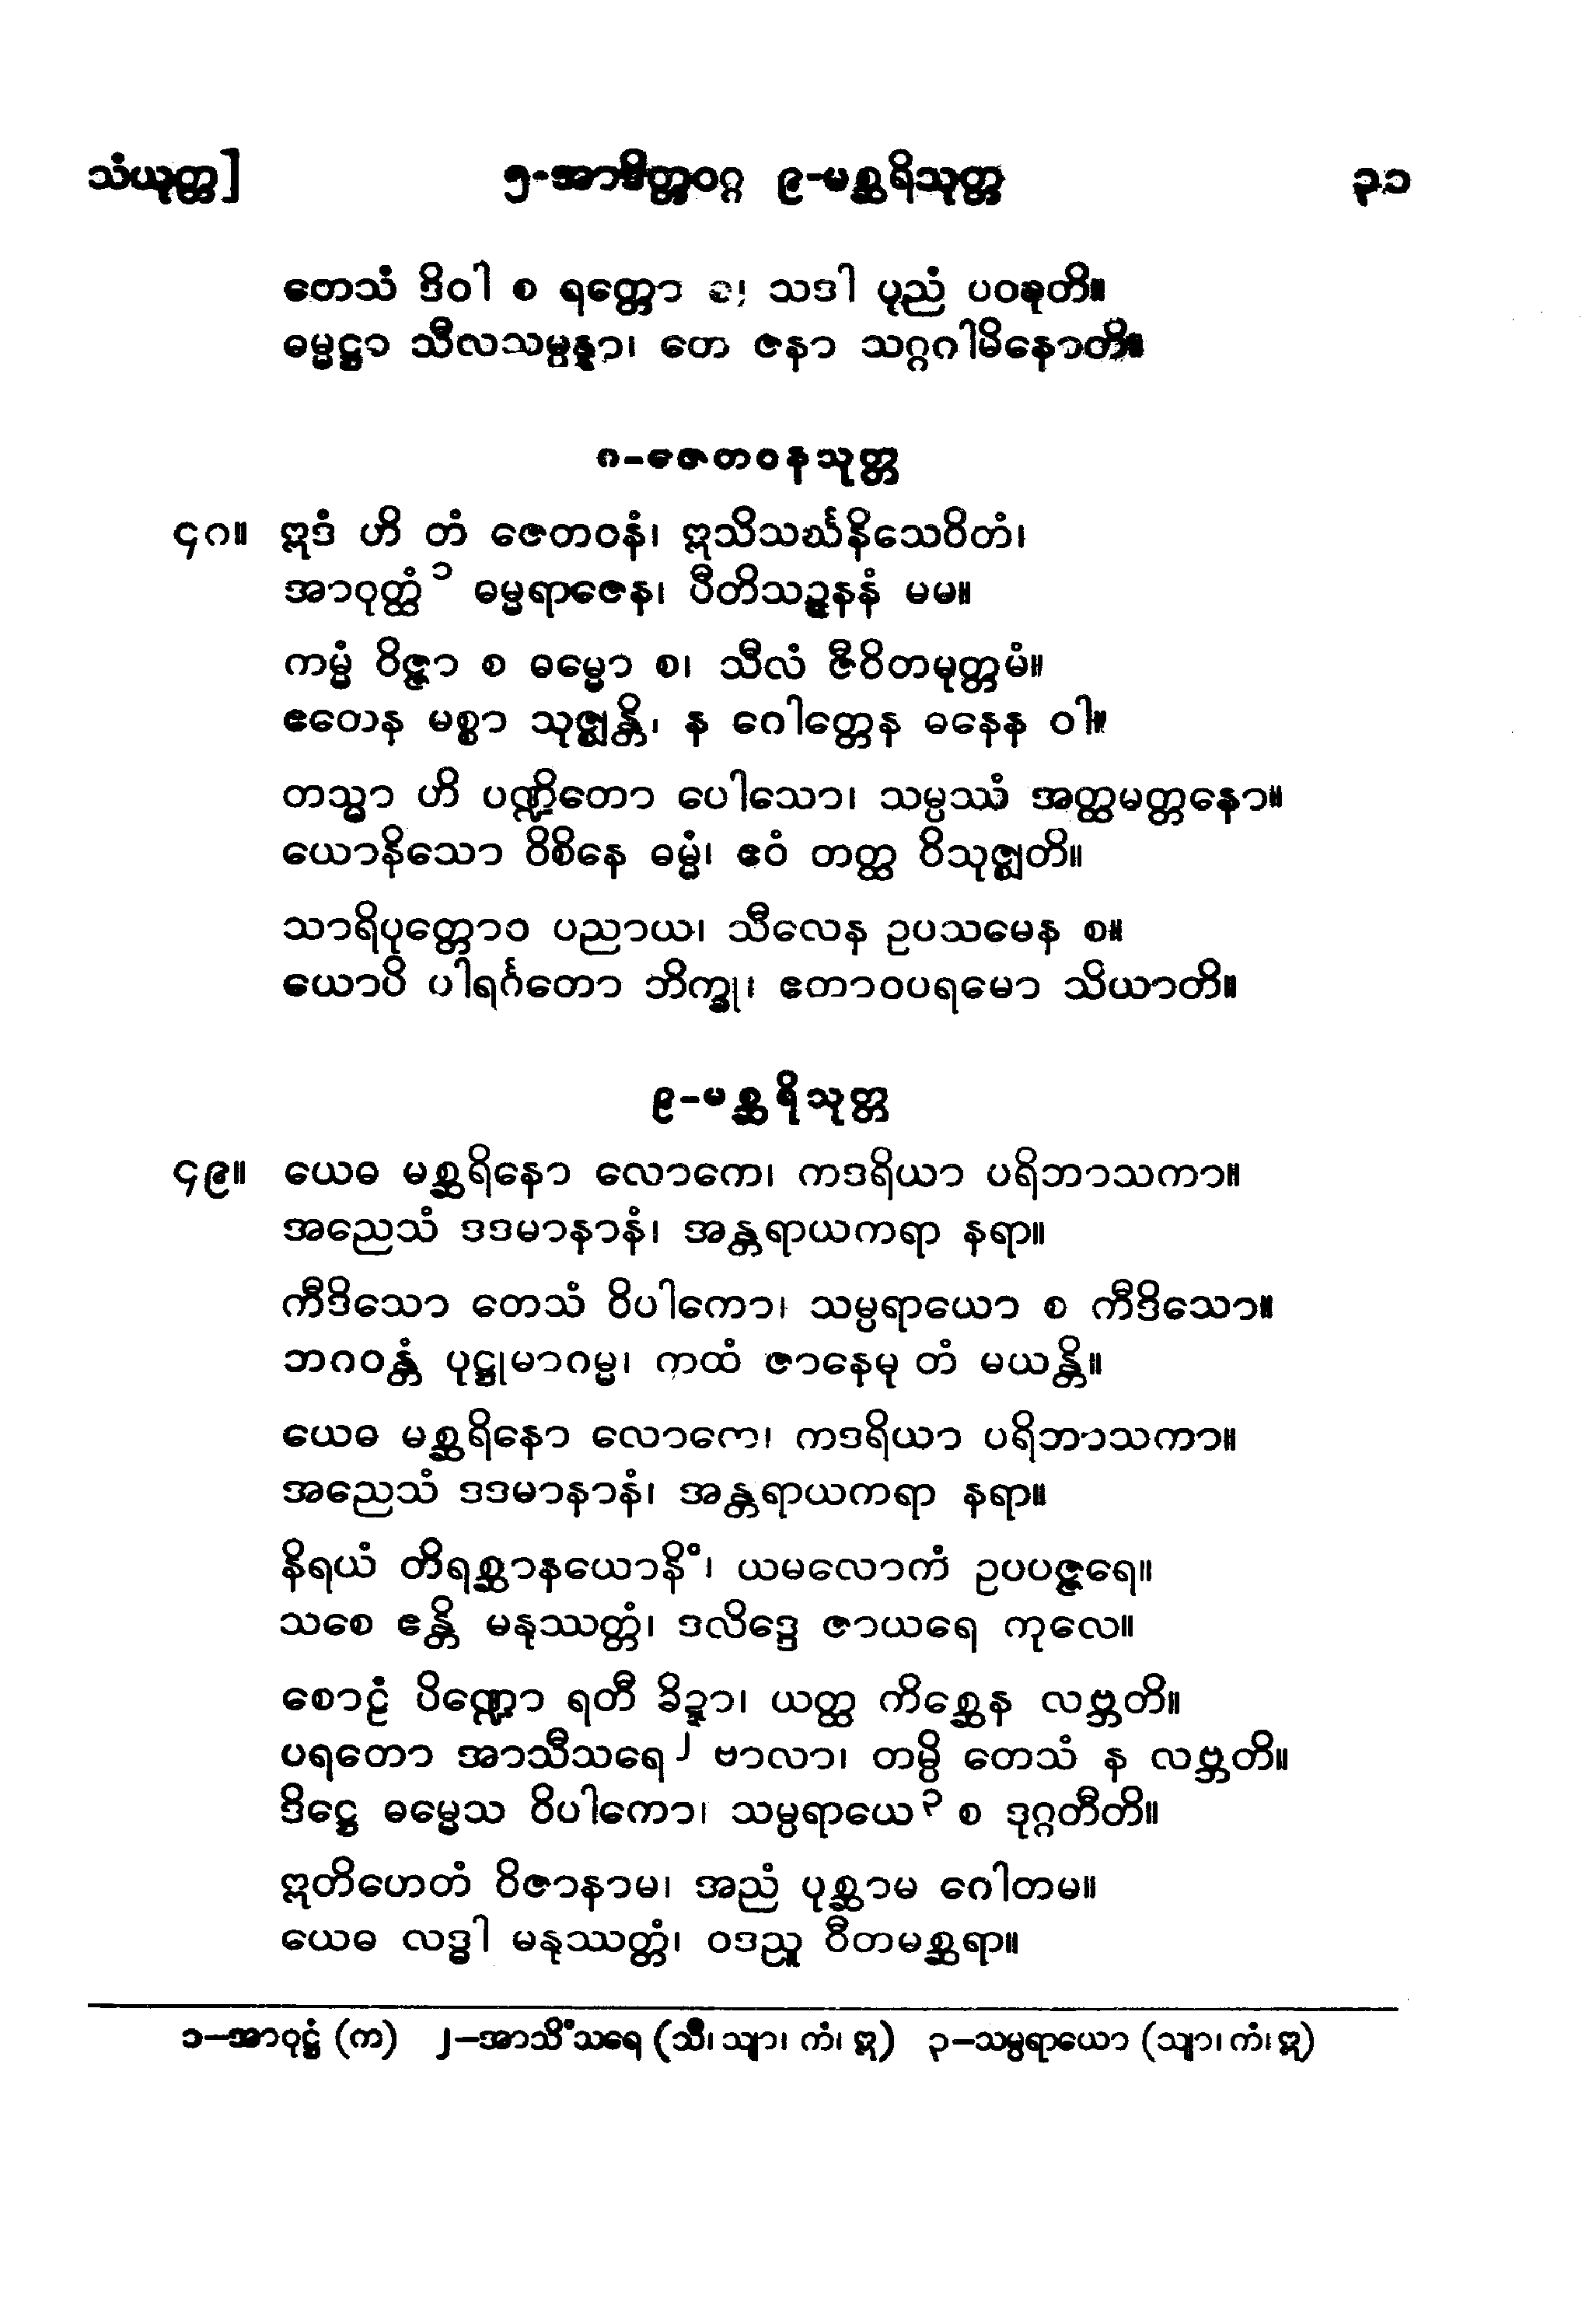 သံယုတ္တ] ၅-အာဒိတ္တဝဂ္ဂ ၉-မစ္ဆရိသုတ္တ ၃၁
တေသံ ဒိဝါ စ ရတ္တော စ၊ သဒါ ပုညံ ပဝဍ္ဎတိ။
ဓမ္မဋ္ဌာ သီလသမ္ပန္နာ၊ တေ ဇနာ သဂ္ဂဂါမိနောတိ။
၈-ဇေတဝနသုတ္တ
၄၈။ ဣဒံ ဟိ တံ ဇေတဝနံ၊ ဣသိသင်္ဃနိသေဝိတံ၊
အာဝုတ္ထံ ၁ ဓမ္မရာဇေန၊ ပီတိသဉ္ဇနနံ မမ။
ကမ္မံ ဝိဇ္ဇာ စ ဓမ္မော စ၊ သီလံ ဇီဝိတမုတ္တမံ။
ဧတေန မစ္စာ သုဇ္ဈန္တိ၊ န ဂေါတ္တေန ဓနေန ဝါ။
တသ္မာ ဟိ ပဏ္ဍိတော ပေါသော၊ သမ္ပဿံ အတ္ထမတ္တနော။
ယောနိသော ဝိစိနေ ဓမ္မံ၊ ဧဝံ တတ္ထ ဝိသုဇ္ဈတိ။
သာရိပုတ္တောဝ ပညာယ၊ သီလေန ဥပသမေန စ။
ယောပိ ပါရင်္ဂတော ဘိက္ခု၊ ဧတာဝပရမော သိယာတိ။
၉-မစ္ဆရိသုတ္တ
၄၉။ ယေဓ မစ္ဆရိနော လောကေ၊ ကဒရိယာ ပရိဘာသကာ။
အညေသံ ဒဒမာနာနံ၊ အန္တရာယကရာ နရာ။
ကီဒိသော တေသံ ဝိပါကော၊ သမ္ပရာယော စ ကီဒိသော။
ဘဂဝန္တံ ပုဋ္ဌုမာဂမ္မ၊ ကထံ ဇာနေမု တံ မယန္တိ။
ယေဓ မစ္ဆရိနော လောကေ၊ ကဒရိယာ ပရိဘာသကာ။
အညေသံ ဒဒမာနာနံ၊ အန္တရာယကရာ နရာ။
နိရယံ တိရစ္ဆာနယောနိံ၊ ယမလောကံ ဥပပဇ္ဇရေ။
သစေ ဧန္တိ မနုဿတ္တံ၊ ဒလိဒ္ဒေ ဇာယရေ ကုလေ။
စောဠံ ပိဏ္ဍော ရတီ ခိဍ္ဍာ၊ ယတ္ထ ကိစ္ဆေန လဗ္ဘတိ။
ပရတော အာသီသရေ ၂ ဗာလာ၊ တမ္ပိ တေသံ န လဗ္ဘတိ။
ဒိဋ္ဌေ ဓမ္မေသ ဝိပါကော၊ သမ္ပရာယေ ၃ စ ဒုဂ္ဂတီတိ။
ဣတိဟေတံ ဝိဇာနာမ၊ အညံ ပုစ္ဆာမ ဂေါတမ။
ယေဓ လဒ္ဓါ မနုဿတ္တံ၊ ဝဒညူ ဝီတမစ္ဆရာ။
၁-အာဝုဋ္ဌံ (က) ၂-အာသိံသရေ (သီ၊ သျာ၊ ကံ၊ ဣ) ၃-သမ္ပရာယော (သျာ၊ ကံ၊ ဣ)